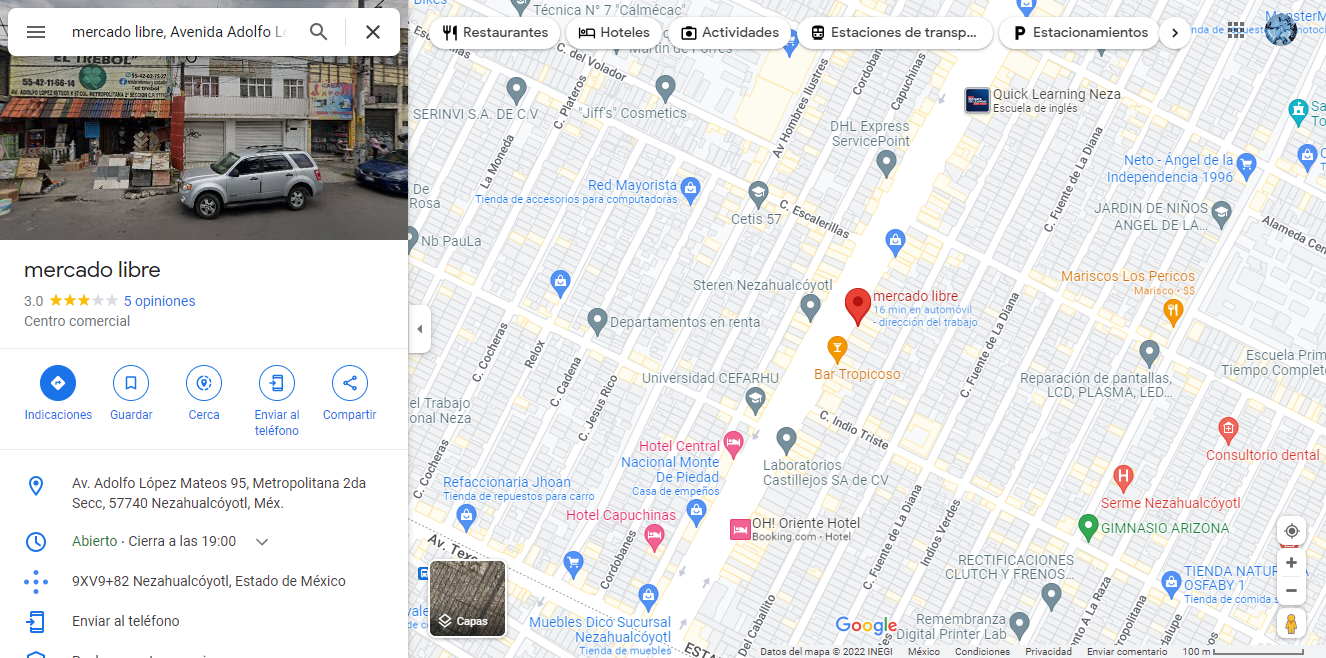 mercado libre, Avenida Adolfo
EL TREBOL
55-42-11-56-14
mercado libre
3.0
5 opiniones
Centro comercial
Indicaciones
Guardar
Cerca
Enviar al
teléfono
Compartir
Av. Adolfo López Mateos 95, Metropolitana 2da
Secc, 57740 Nezahualcóyotl, Méx.
Abierto · Cierra a las 19:00
9XV9+82 Nezahualcóyotl, Estado de México
Enviar al teléfono
Técnica N° 7 "Calmécac"
Restaurantes
Hoteles
Actividades
Estaciones de transp...
Estacionamientos
C. del Volador
C. Plateros
Av Hombres Ilustres
Cordobanes
Capuchinas
SERINVI S.A. DE C.V
"Jiff's" Cosmetics
DHL Express
ServicePoint
Quick Learning Neza
Escuela de inglés
La Moneda
Red Mayorista
Tienda de accesorios para computadoras
Cetis 57
C. Escalerillas
C. Fuente de La Diana
Neto - Ángel de la
Independencia 1996
JARDIN DE NIÑOS
ANGEL DE LA...
Alameda Cen
De
Rosa
Nb PauLa
Steren Nezahualcóyotl
mercado libre
16 min en automóvil
- dirección del trabajo
Mariscos Los Pericos
Marisco · $$
Departamentos en renta
Bar Tropicoso
C. Fuente de La Diana
C. Cocheras
Relox
C. Cadena
C. Jesus Rico
Universidad CEFARHU
Reparación de pantallas,
LCD, PLASMA, LED...
Escuela Prim
Tiempo Complet
el Trabajo
onal Neza
C. Indio Triste
Hotel Central
Nacional Monte
De Piedad
Casa de empeños
Laboratorios
Castillejos SA de CV
Consultorio dental
C. Cocheras
Refaccionaria Jhoan
Tienda de repuestos para carro
Hotel Capuchinas
OH! Oriente Hotel
Booking.com - Hotel
Serme Nezahualcóyotl
GIMNASIO ARIZONA
Av. Texc
Cordobanes
C. Fuente de La Diana
Indios Verdes
RECTIFICACIONES
CLUTCH Y FRENOS...
TIENDA NATU
OSFABY 1
Tienda de comida s
Capas
Muebles Dico Sucursal
Nezahualcóyotl
Tienda de muebles
Del Caballito
Google
Remembranza
Digital Printer Lab
Datos del mapa © 2022 INEGI
México
Condiciones
Privacidad
Enviar comentario
100 m